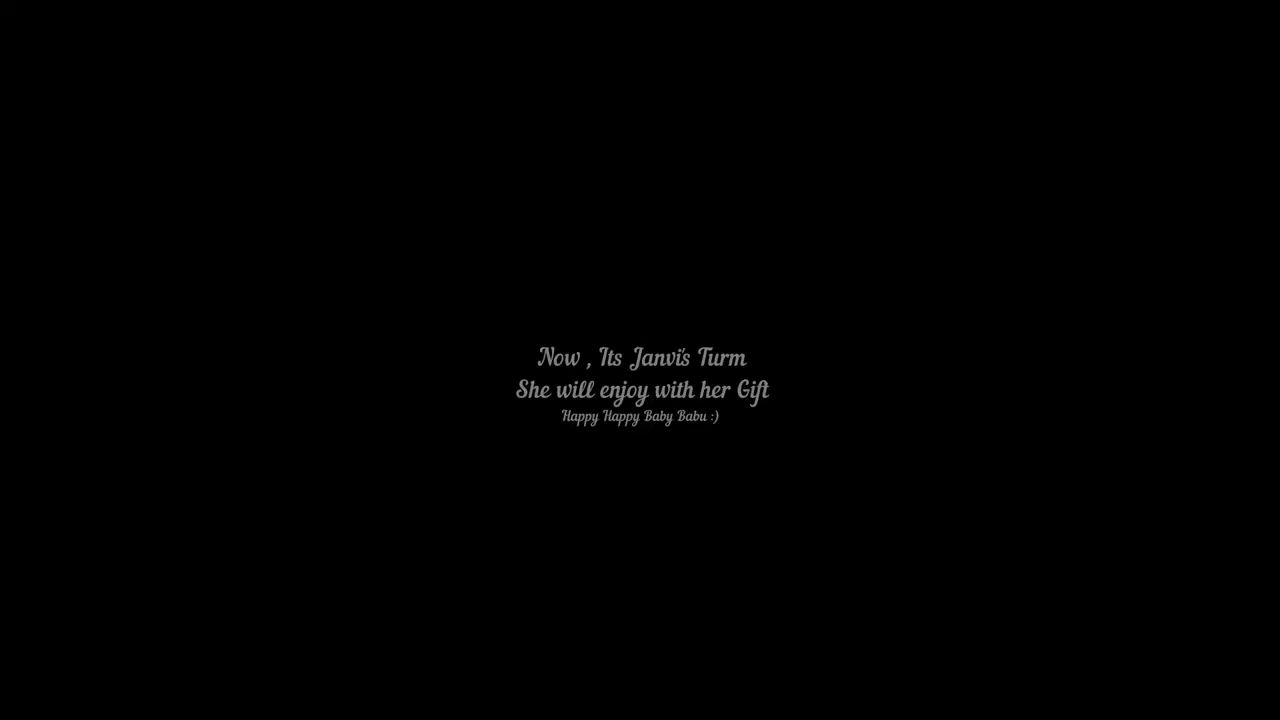 Now , Its Janvi's Turm
She will enjoy with her Gift
Happy Happy Baby Babu :)